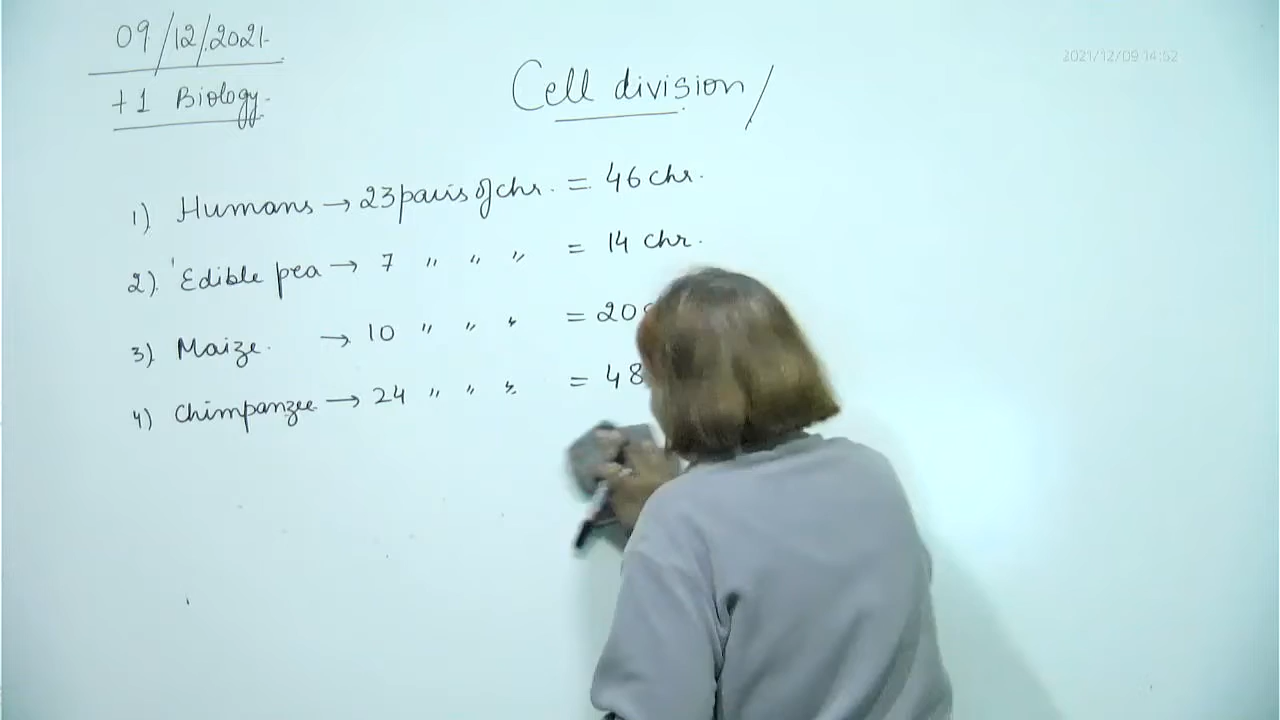 09/12/2021
+1 Biology.
2021/12/09 14:52
Cell division/
1) Humans → 23 pairs of chr. = 46 chr.
2) Edible pea → 7 " " " = 14 chr.
3) Maize. → 10 " " " = 20
4) Chimpanzee → 24 " " " = 48